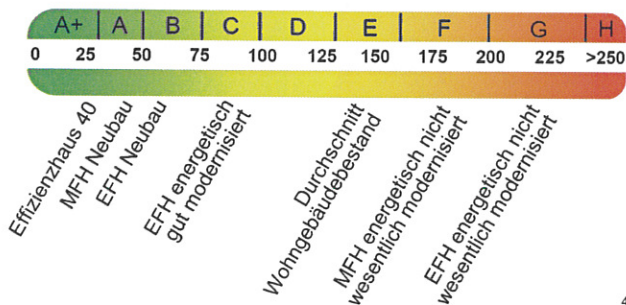 A+ A B C D E F G H
0 25 50 75 100 125 150 175 200 225 >250
Effizienzhaus 40
MFH Neubau
EFH Neubau
EFH energetisch
gut modernisiert
Durchschnitt
Wohngebäudebestand
MFH energetisch nicht
wesentlich modernisiert
EFH energetisch nicht
wesentlich modernisiert